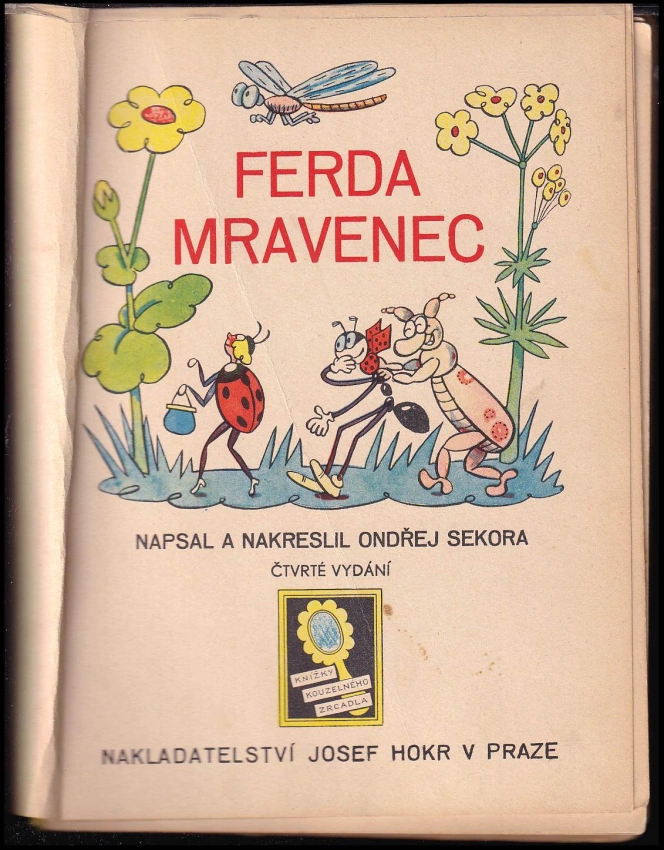 FERDA
MRAVENEC
NAPSAL A NAKRESLIL ONDŘEJ SEKORA
ČTVRTÉ VYDÁNÍ
KNÍŽKY
KOUZELNÉHO
ZRCADLA
NAKLADATELSTVÍ JOSEF HOKR V PRAZE